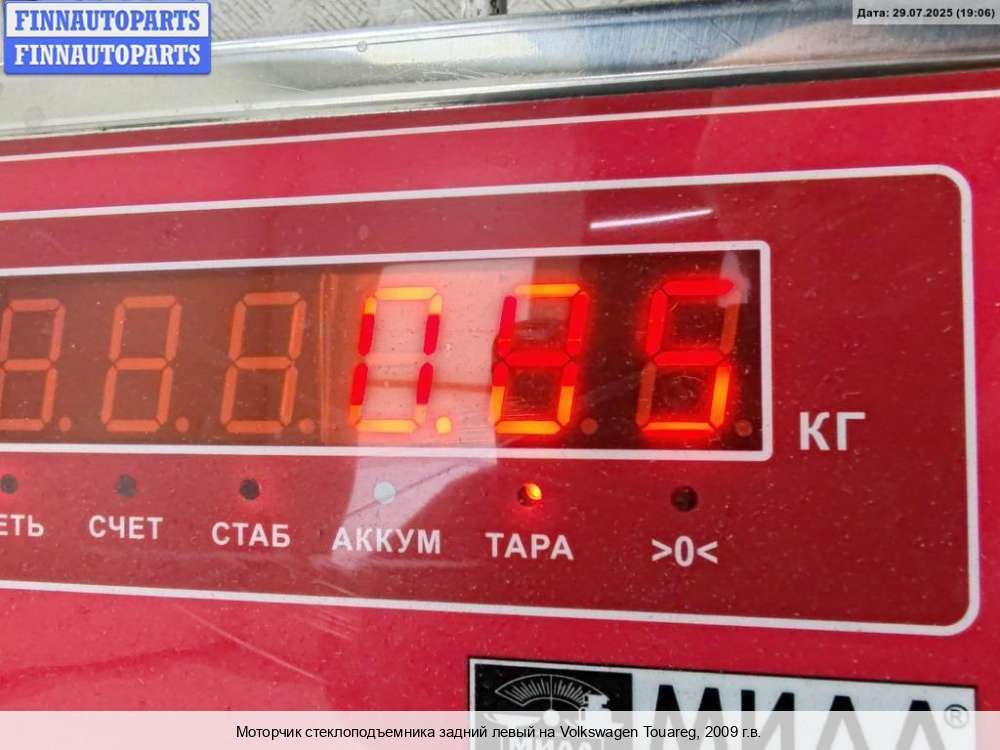 FINNAUTOPARTS
FINNAUTOPARTS
Дата: 29.07.2025 (19:06)
0.85
КГ
ЕТЬ СЧЕТ СТАБ АККУМ ТАРА >0<
МИДЛ®
Моторчик стеклоподъемника задний левый на Volkswagen Touareg, 2009 г.в.